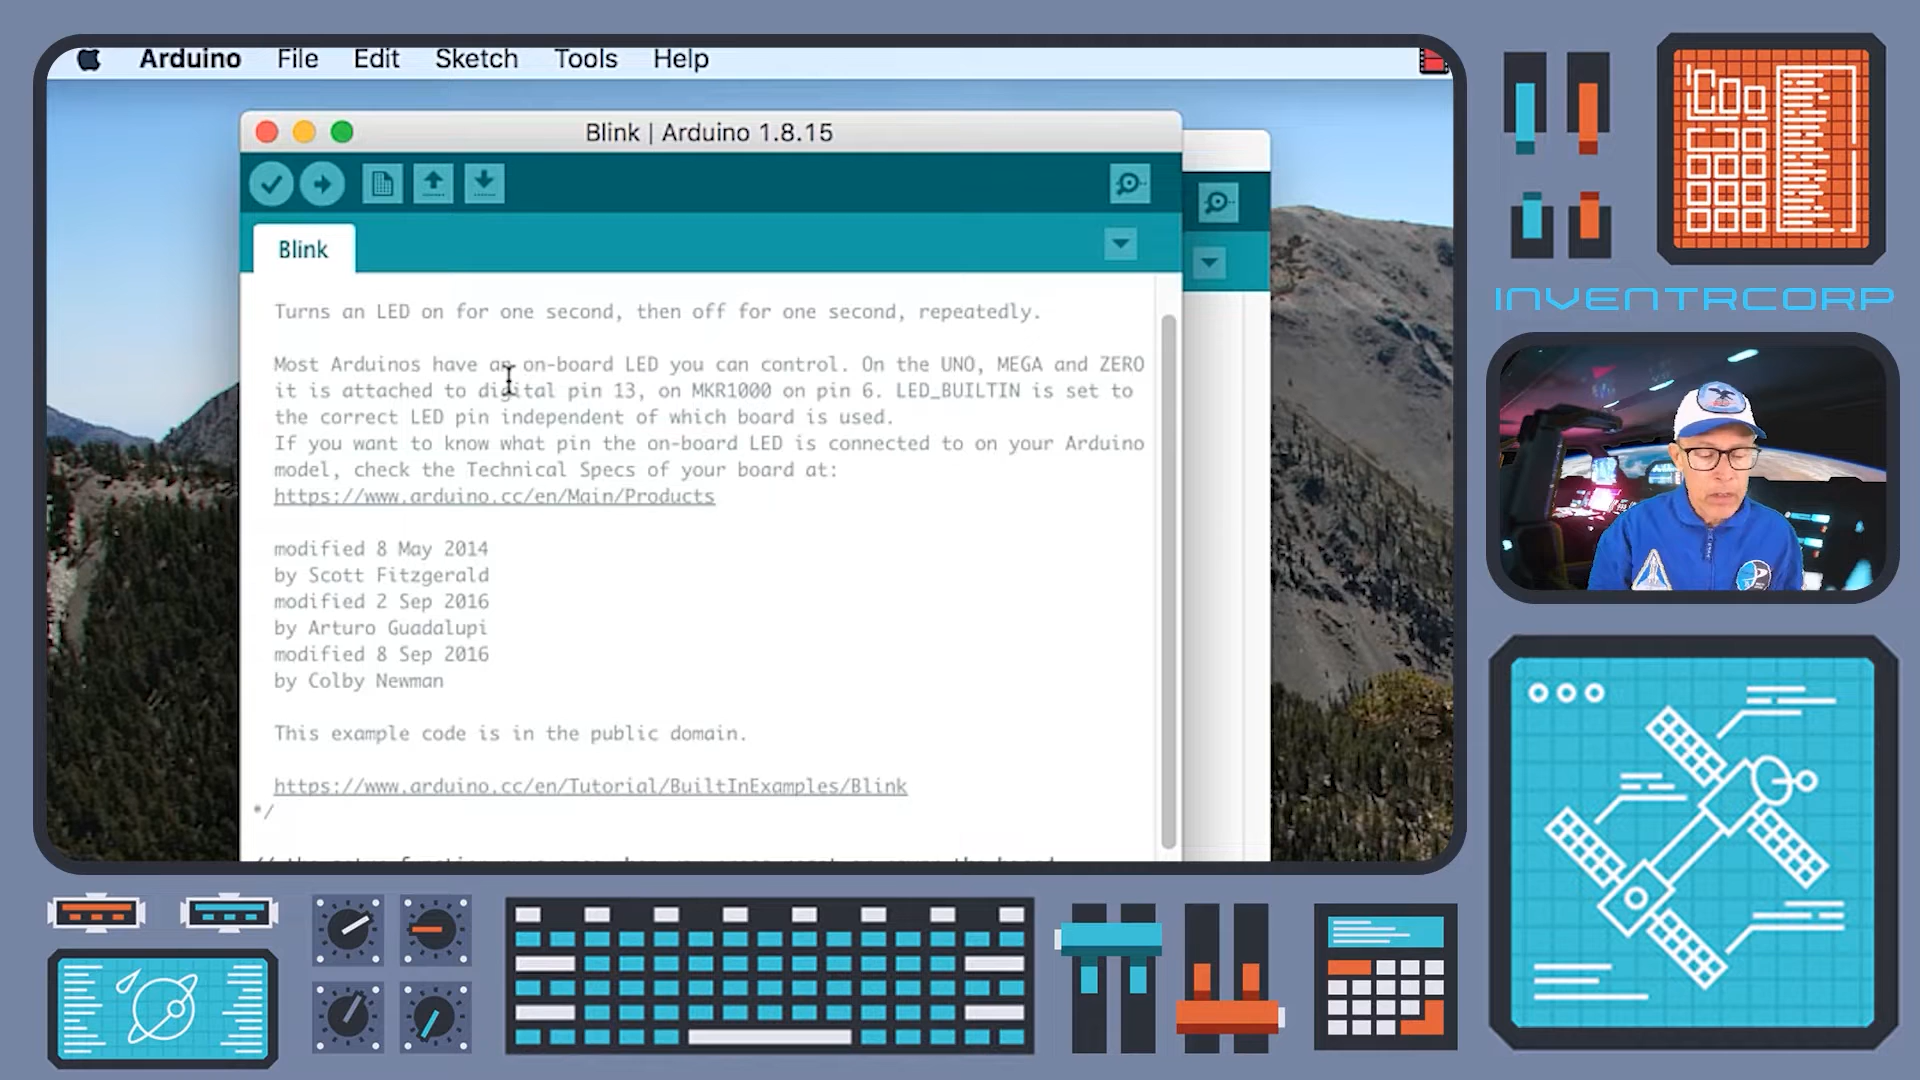 Arduino File Edit Sketch Tools Help
Blink | Arduino 1.8.15
Blink
Turns an LED on for one second, then off for one second, repeatedly.
Most Arduinos have an on-board LED you can control. On the UNO, MEGA and ZERO
it is attached to digital pin 13, on MKR1000 on pin 6. LED_BUILTIN is set to
the correct LED pin independent of which board is used.
If you want to know what pin the on-board LED is connected to on your Arduino
model, check the Technical Specs of your board at:
https://www.arduino.cc/en/Main/Products
modified 8 May 2014
by Scott Fitzgerald
modified 2 Sep 2016
by Arturo Guadalupi
modified 8 Sep 2016
by Colby Newman
This example code is in the public domain.
https://www.arduino.cc/en/Tutorial/BuiltInExamples/Blink
*/
INVENTRCORP